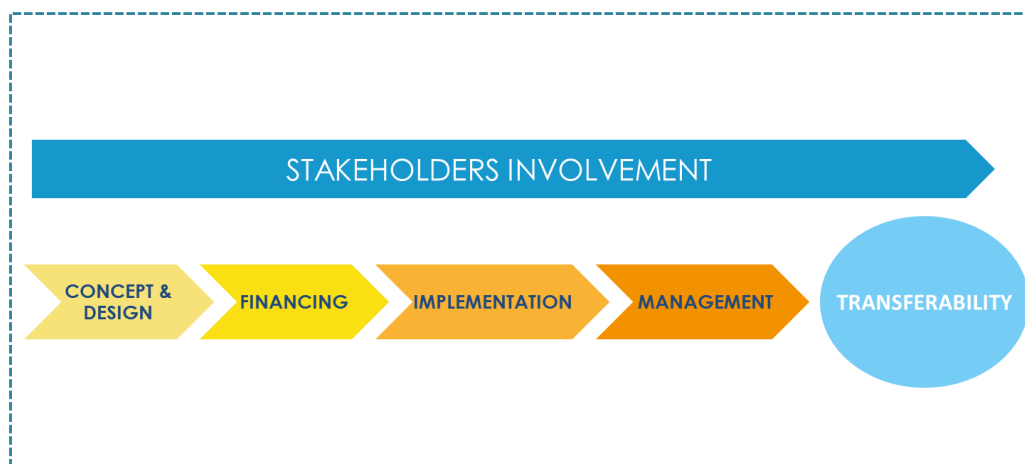 STAKEHOLDERS INVOLVEMENT
CONCEPT &
DESIGN
FINANCING
IMPLEMENTATION
MANAGEMENT
TRANSFERABILITY